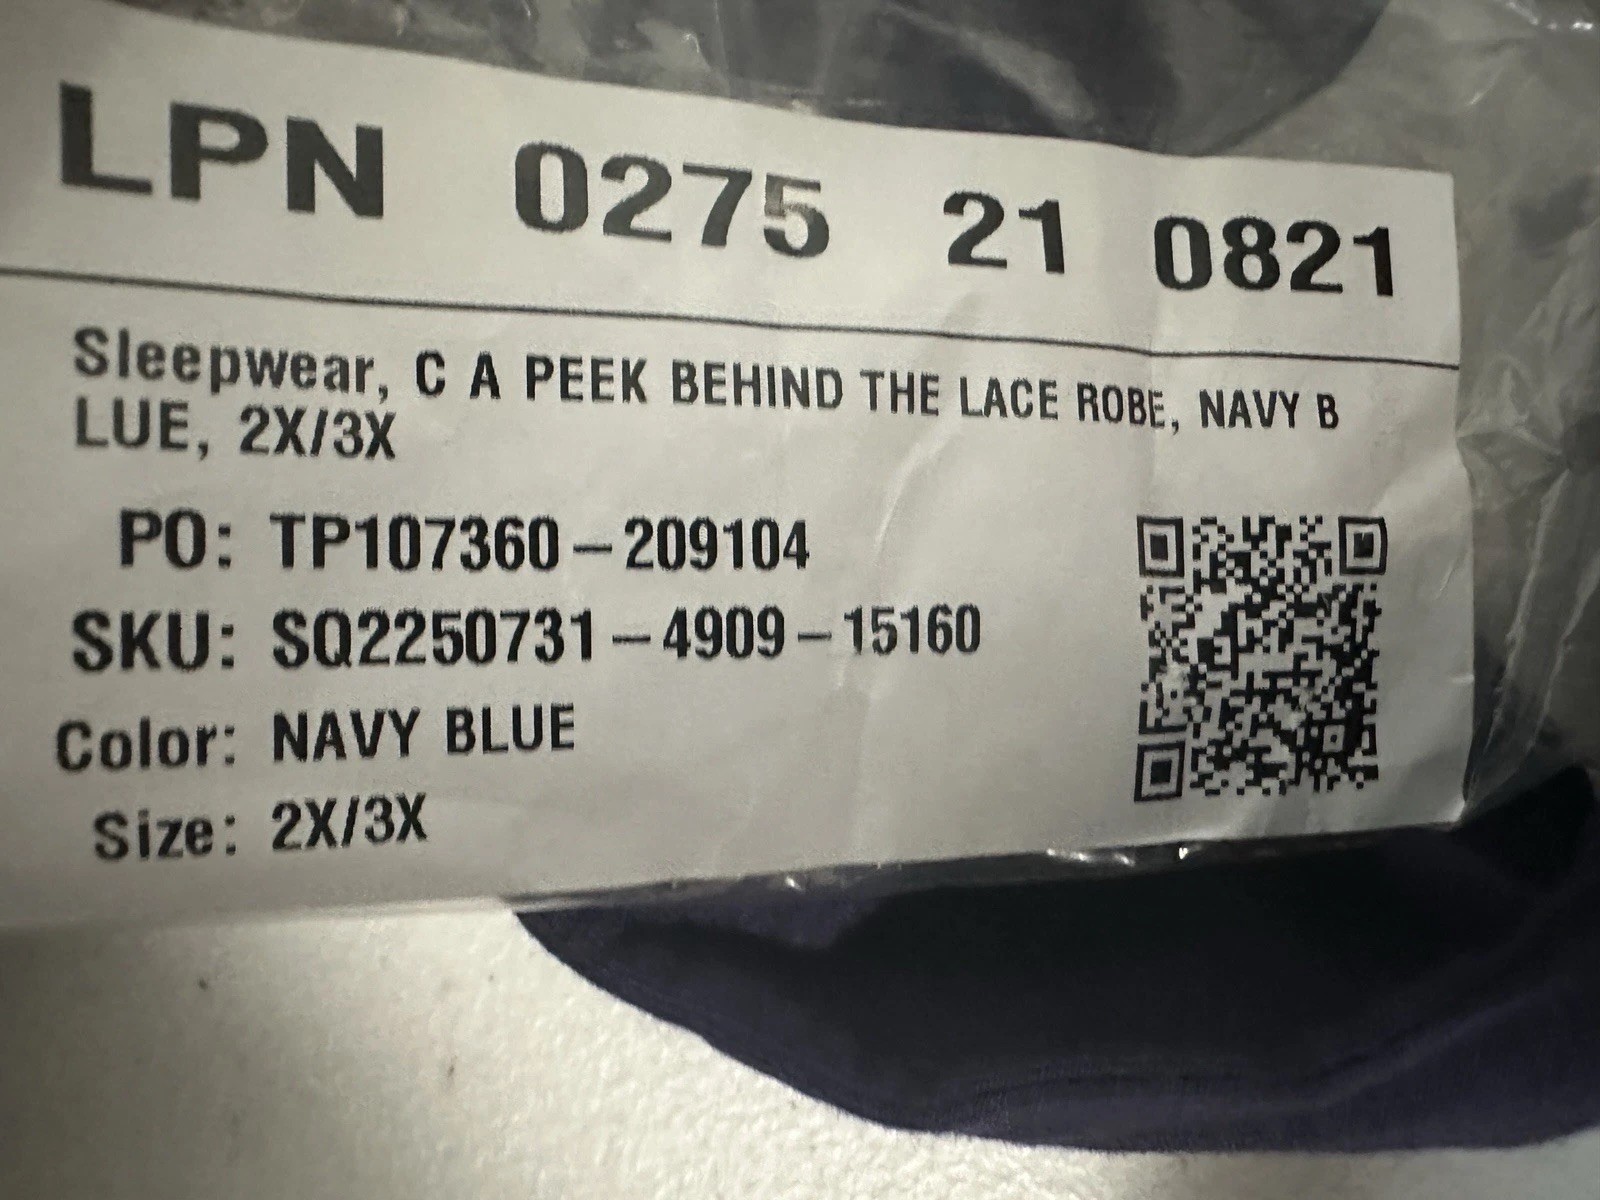 LPN 0275 21 0821
Sleepwear, C A PEEK BEHIND THE LACE ROBE, NAVY B
LUE, 2X/3X
PO: TP107360-209104
SKU: SQ2250731-4909-15160
Color: NAVY BLUE
Size: 2X/3X